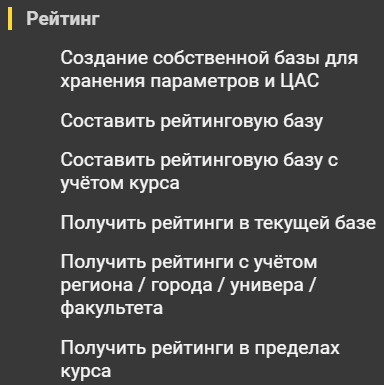 Рейтинг
Создание собственной базы для
хранения параметров и ЦАС
Составить рейтинговую базу
Составить рейтинговую базу с
учётом курса
Получить рейтинги в текущей базе
Получить рейтинги с учётом
региона / города / универа /
факультета
Получить рейтинги в пределах
курса